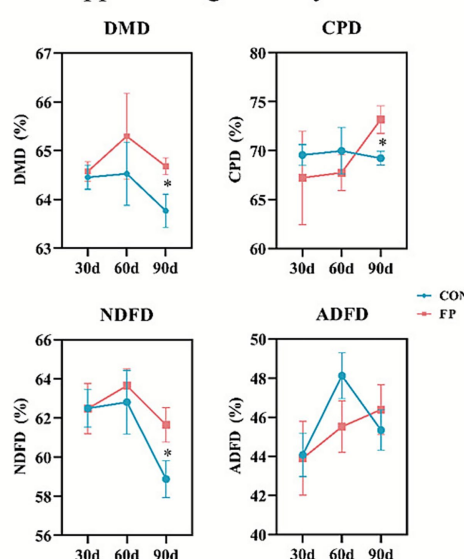 DMD
67
66
65
64
63
DMD (%)
30d 60d 90d
*
CPD
80
75
70
65
60
CPD (%)
30d 60d 90d
*
CON
FP
NDFD
66
64
62
60
58
56
NDFD (%)
30d 60d 90d
*
ADFD
50
48
46
44
42
40
ADFD (%)
30d 60d 90d